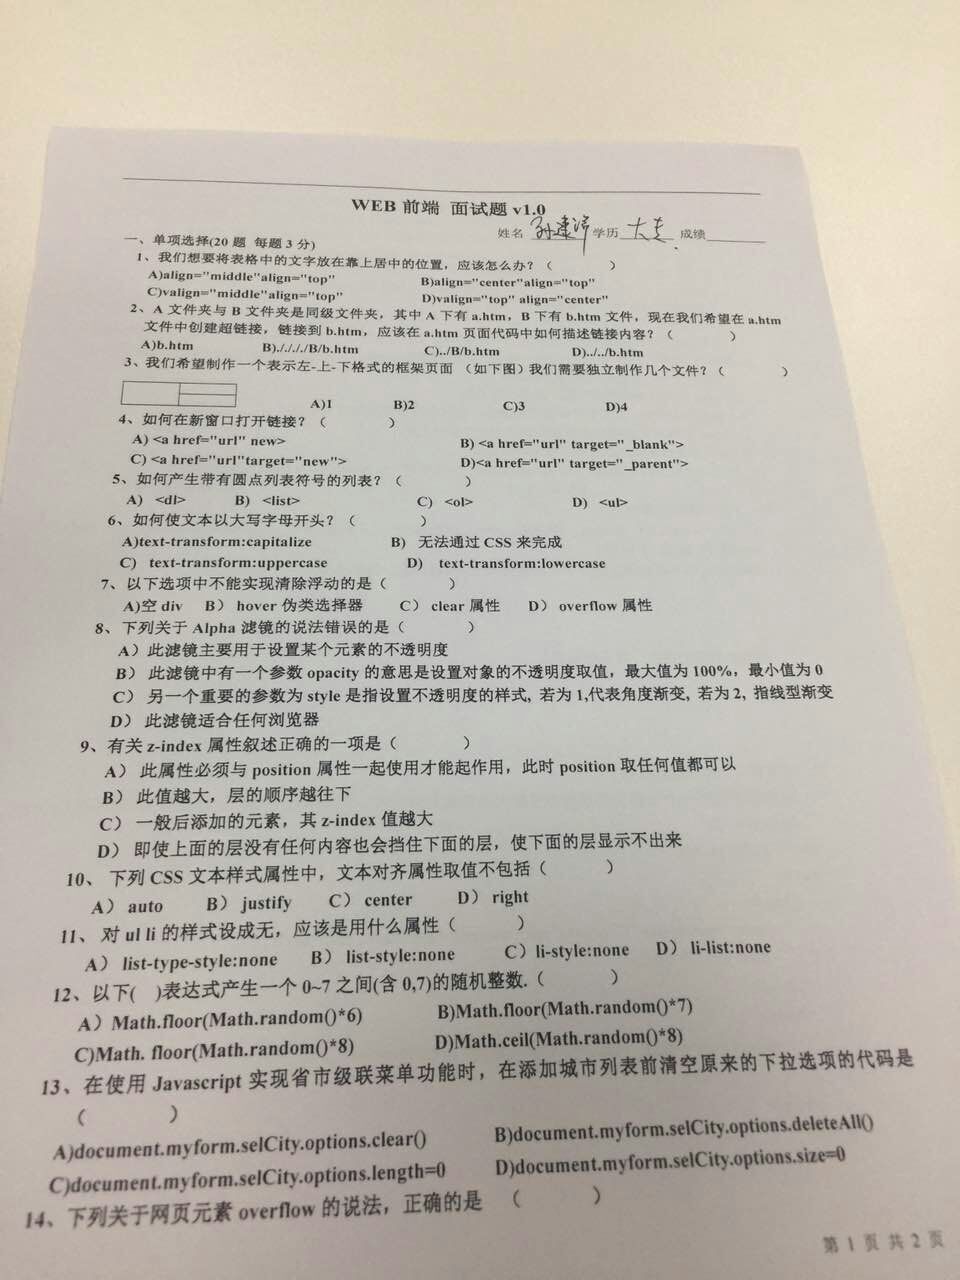 WEB 前端 面试题 v1.0
姓名 孙建 学历 大专 成绩
一、单项选择(20 题 每题 3 分)
1、我们想要将表格中的文字放在靠上居中的位置，应该怎么办？（ ）
A)align="middle"align="top" B)align="center"align="top"
C)valign="middle"align="top" D)valign="top" align="center"
2、A 文件夹与 B 文件夹是同级文件夹，其中 A 下有 a.htm，B 下有 b.htm 文件，现在我们希望在 a.htm
文件中创建超链接，链接到 b.htm，应该在 a.htm 页面代码中如何描述链接内容？（ ）
A)b.htm B)././././B/b.htm C)../B/b.htm D)../../b.htm
3、我们希望制作一个表示左-上-下格式的框架页面 （如下图）我们需要独立制作几个文件？（ ）
A)1 B)2 C)3 D)4
4、如何在新窗口打开链接？（ ）
A) <a href="url" new> B) <a href="url" target="_blank">
C) <a href="url"target="new"> D)<a href="url" target="_parent">
5、如何产生带有圆点列表符号的列表？（ ）
A) <dl> B) <list> C) <ol> D) <ul>
6、如何使文本以大写字母开头？（ ）
A)text-transform:capitalize B) 无法通过 CSS 来完成
C) text-transform:uppercase D) text-transform:lowercase
7、以下选项中不能实现清除浮动的是（ ）
A)空 div B） hover 伪类选择器 C） clear 属性 D） overflow 属性
8、下列关于 Alpha 滤镜的说法错误的是（ ）
A）此滤镜主要用于设置某个元素的不透明度
B） 此滤镜中有一个参数 opacity 的意思是设置对象的不透明度取值，最大值为 100%，最小值为 0
C） 另一个重要的参数为 style 是指设置不透明度的样式, 若为 1,代表角度渐变, 若为 2, 指线型渐变
D） 此滤镜适合任何浏览器
9、有关 z-index 属性叙述正确的一项是（ ）
A） 此属性必须与 position 属性一起使用才能起作用，此时 position 取任何值都可以
B） 此值越大，层的顺序越往下
C） 一般后添加的元素，其 z-index 值越大
D） 即使上面的层没有任何内容也会挡住下面的层，使下面的层显示不出来
10、 下列 CSS 文本样式属性中，文本对齐属性取值不包括（ ）
A） auto B） justify C） center D） right
11、 对 ul li 的样式设成无，应该是用什么属性（ ）
A） list-type-style:none B） list-style:none C）li-style:none D） li-list:none
12、以下( )表达式产生一个 0~7 之间(含 0,7)的随机整数.（ ）
A）Math.floor(Math.random()*6) B)Math.floor(Math.random()*7)
C)Math. floor(Math.random()*8) D)Math.ceil(Math.random()*8)
13、在使用 Javascript 实现省市级联菜单功能时，在添加城市列表前清空原来的下拉选项的代码是
（ ）
A)document.myform.selCity.options.clear() B)document.myform.selCity.options.deleteAll()
C)document.myform.selCity.options.length=0 D)document.myform.selCity.options.size=0
14、下列关于网页元素 overflow 的说法，正确的是 （ ）
第 1 页 共 2 页